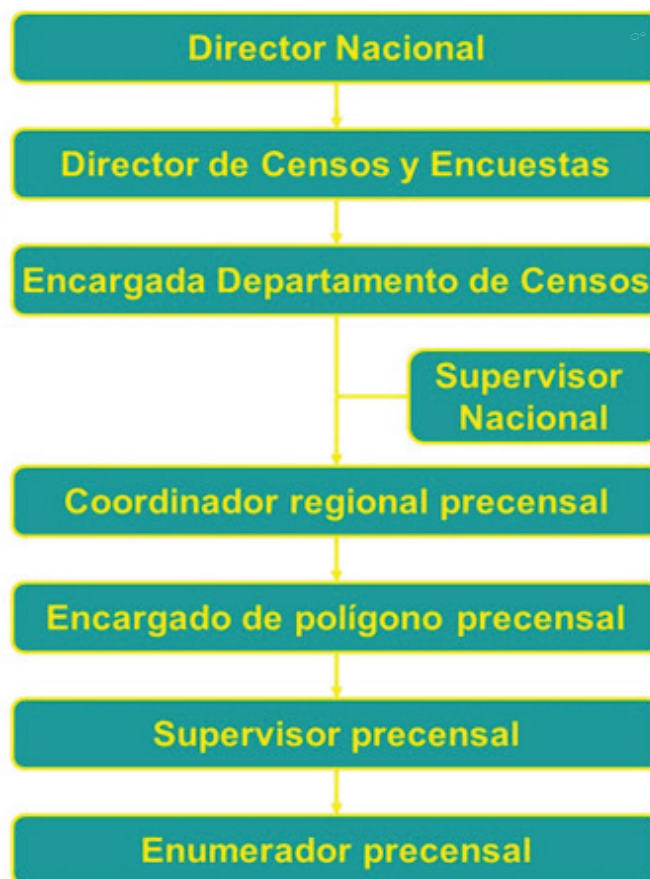 Director Nacional
Director de Censos y Encuestas
Encargada Departamento de Censos
Supervisor
Nacional
Coordinador regional precensal
Encargado de polígono precensal
Supervisor precensal
Enumerador precensal